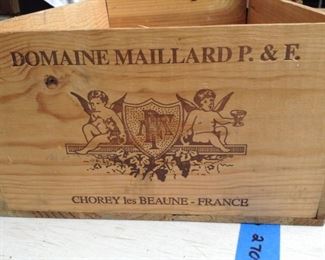 DOMAINE MAILLARD P. & F.
CHOREY les BEAUNE - FRANCE
270